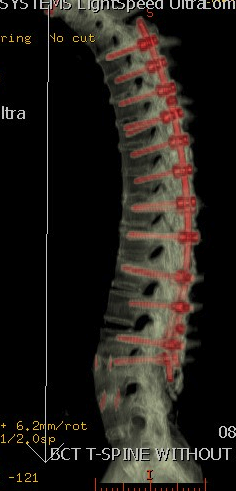 SYSTEMS LightSpeed Ultra
S
ring No cut
ltra
+ 6.2mm/rot
1/2.0sp
08
BCT T-SPINE WITHOUT
-121
I